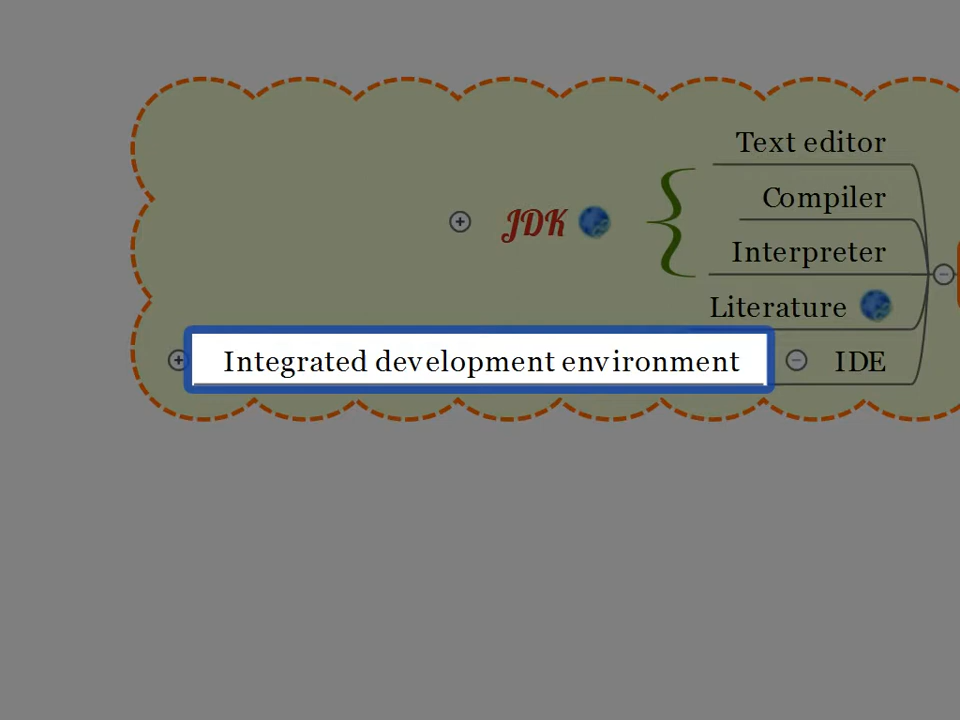 Text editor
Compiler
JDK
Interpreter
Literature
Integrated development environment
IDE